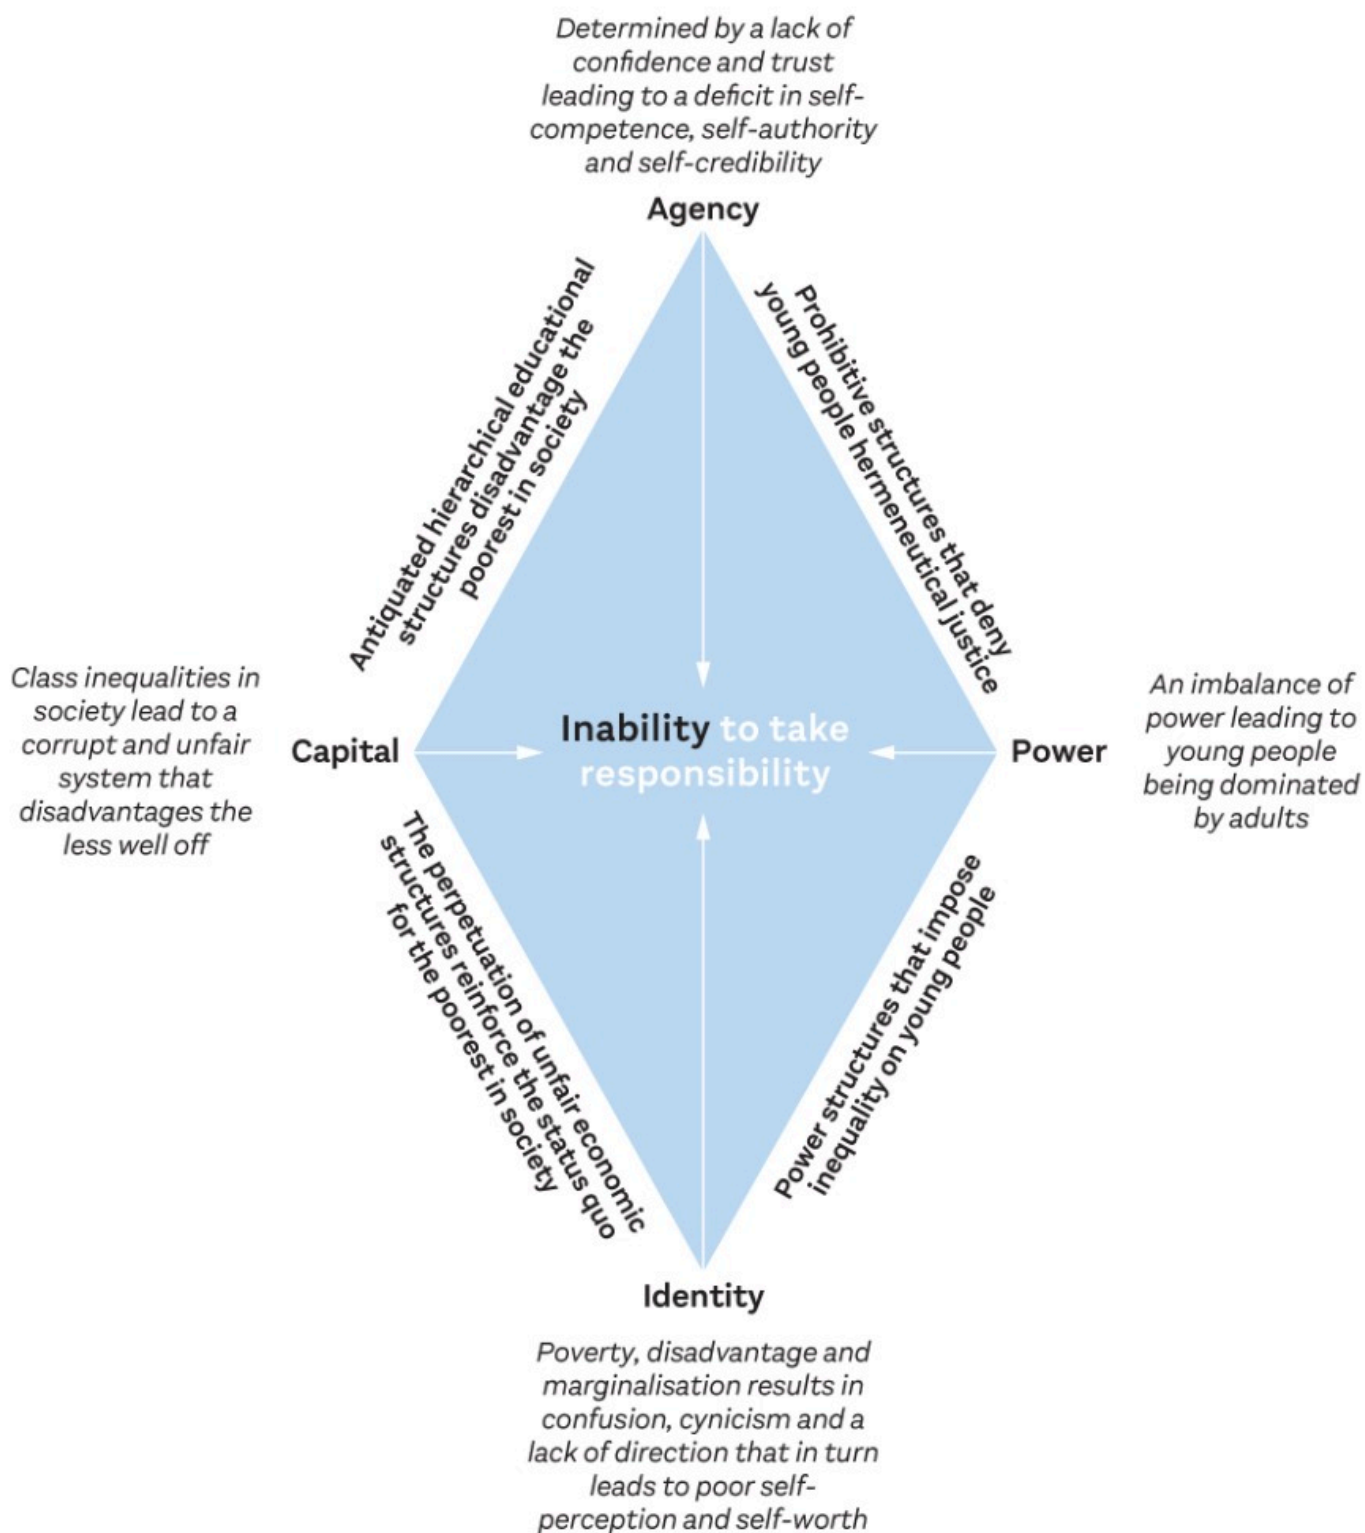 Determined by a lack of
confidence and trust
leading to a deficit in self-
competence, self-authority
and self-credibility
Agency
Antiquated hierarchical educational
structures disadvantage the
poorest in society
Prohibitive structures that deny
young people hermeneutical justice
Class inequalities in
society lead to a
corrupt and unfair
system that
disadvantages the
less well off
Capital
Inability to take
responsibility
Power
An imbalance of
power leading to
young people
being dominated
by adults
The perpetuation of unfair economic
structures reinforce the status quo
for the poorest in society
Power structures that impose
inequality on young people
Identity
Poverty, disadvantage and
marginalisation results in
confusion, cynicism and a
lack of direction that in turn
leads to poor self-
perception and self-worth